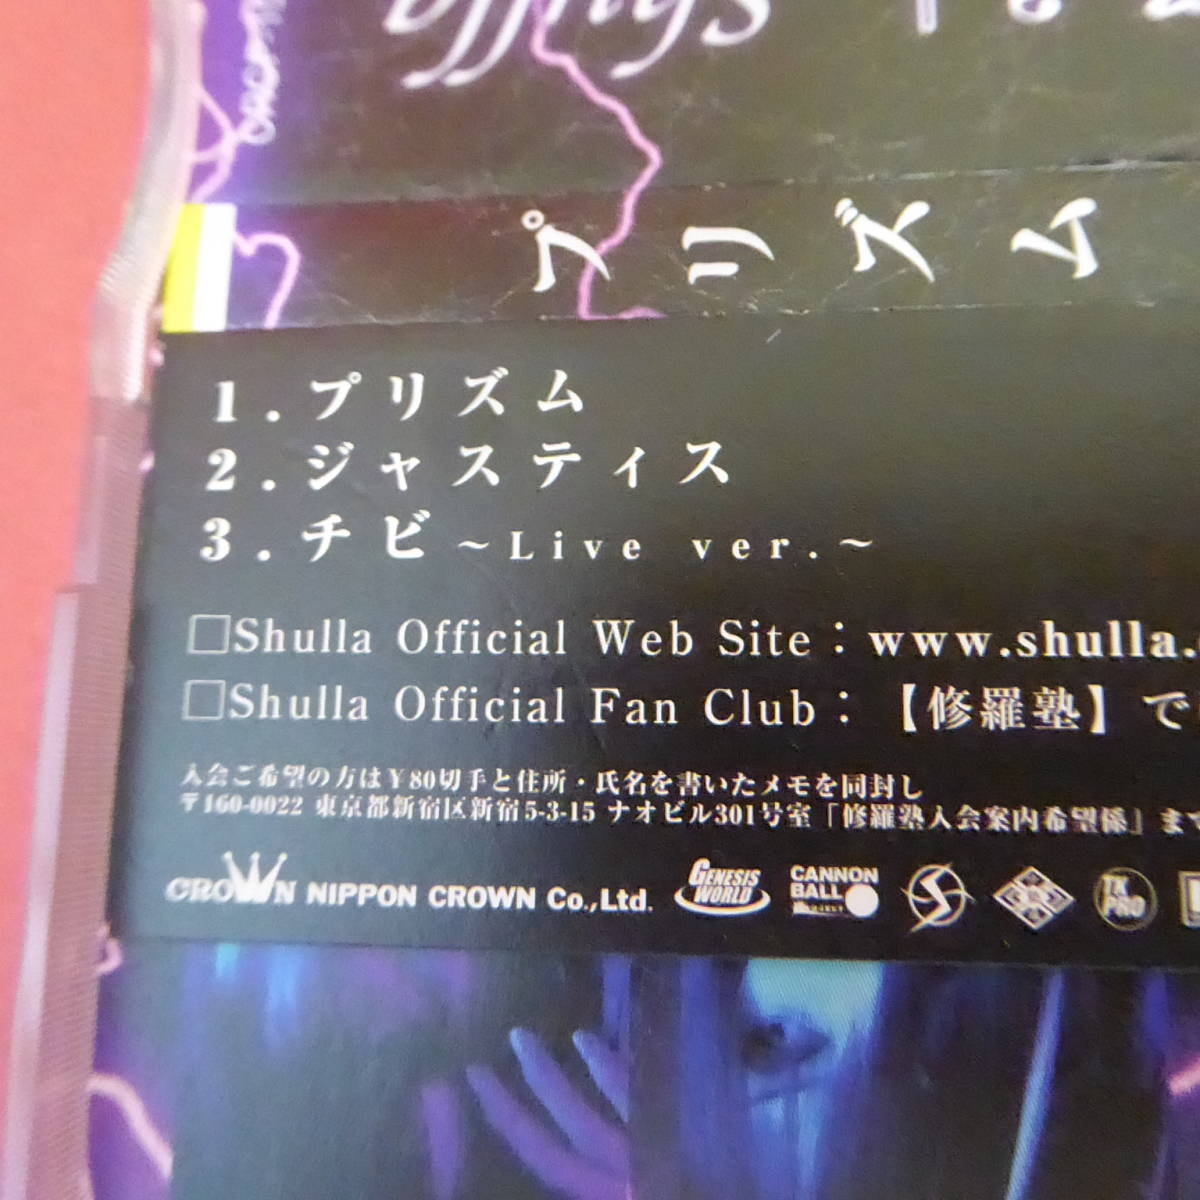 プリズム
1.プリズム
2.ジャスティス
3.チビ~Live ver.~
□Shulla Official Web Site:www.shulla.
□Shulla Official Fan Club:【修羅塾】で
入会ご希望の方は¥80切手と住所・氏名を書いたメモを同封し
〒160-0022 東京都新宿区新宿5-3-15 ナオビル301号室「修羅塾入会案内希望係」まで
CROWN NIPPON CROWN Co.,Ltd. GENESIS WORLD CANNON BALL TK PRO